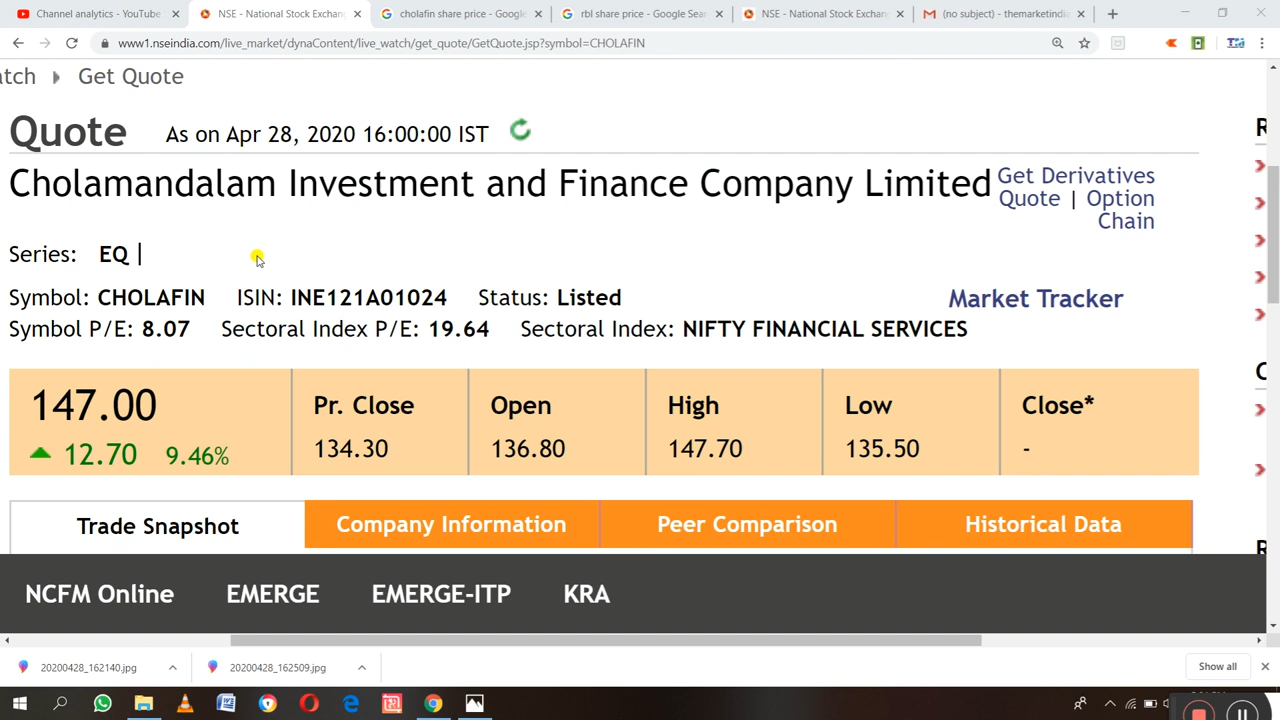 Channel analytics - YouTube
NSE - National Stock Exchang
cholafin share price - Google
rbl share price - Google Sear
NSE - National Stock Exchan
(no subject) - themarketindi
www1.nseindia.com/live_market/dynaContent/live_watch/get_quote/GetQuote.jsp?symbol=CHOLAFIN
atch Get Quote
Quote As on Apr 28, 2020 16:00:00 IST
Cholamandalam Investment and Finance Company Limited
Get Derivatives
Quote | Option
Chain
Series: EQ |
Symbol: CHOLAFIN ISIN: INE121A01024 Status: Listed
Market Tracker
Symbol P/E: 8.07 Sectoral Index P/E: 19.64 Sectoral Index: NIFTY FINANCIAL SERVICES
147.00 Pr. Close Open High Low Close*
12.70 9.46% 134.30 136.80 147.70 135.50 -
Trade Snapshot Company Information Peer Comparison Historical Data
NCFM Online EMERGE EMERGE-ITP KRA
20200428_162140.jpg 20200428_162509.jpg Show all